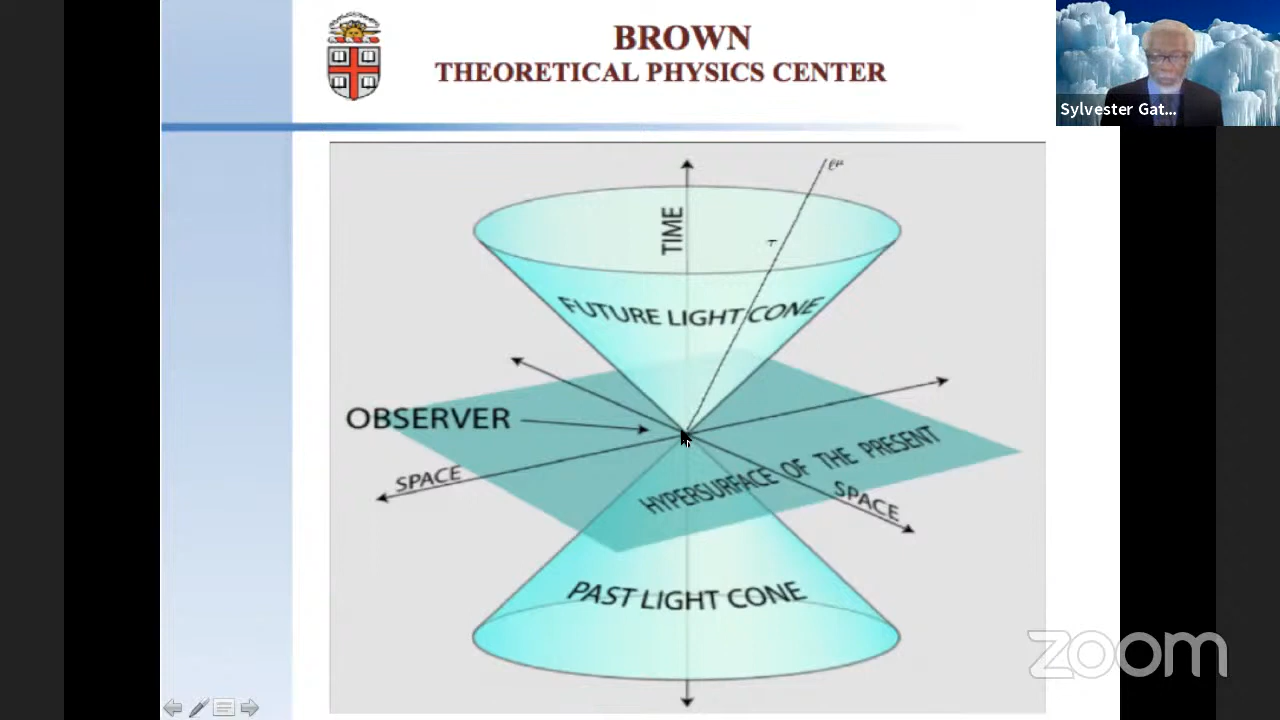 BROWN
THEORETICAL PHYSICS CENTER
Sylvester Gat...
TIME
FUTURE LIGHT CONE
OBSERVER
SPACE
HYPERSURFACE OF THE PRESENT
SPACE
PAST LIGHT CONE
zoom